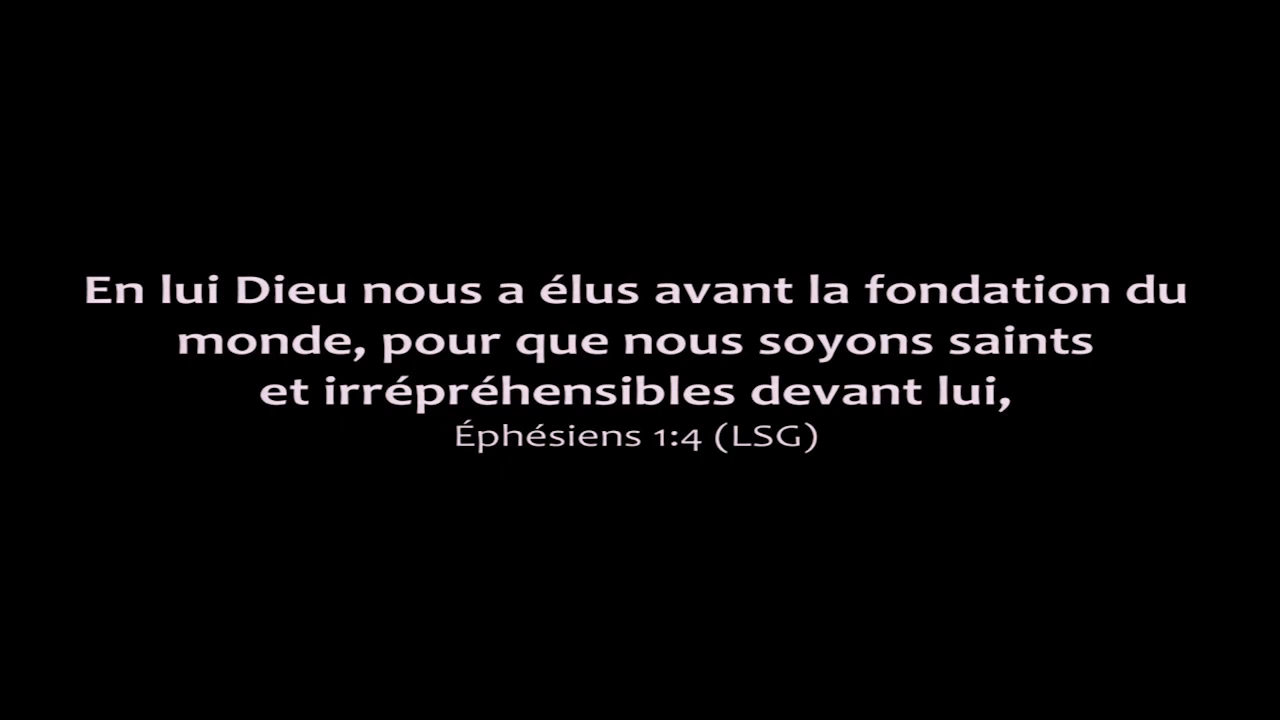 En lui Dieu nous a élus avant la fondation du
monde, pour que nous soyons saints
et irrépréhensibles devant lui,
Éphésiens 1:4 (LSG)